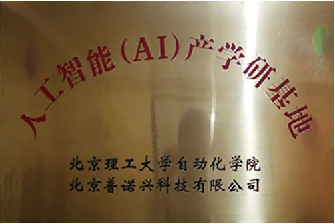 人工智能(AI)产学研基地
北京理工大学自动化学院
北京普诺兴科技有限公司